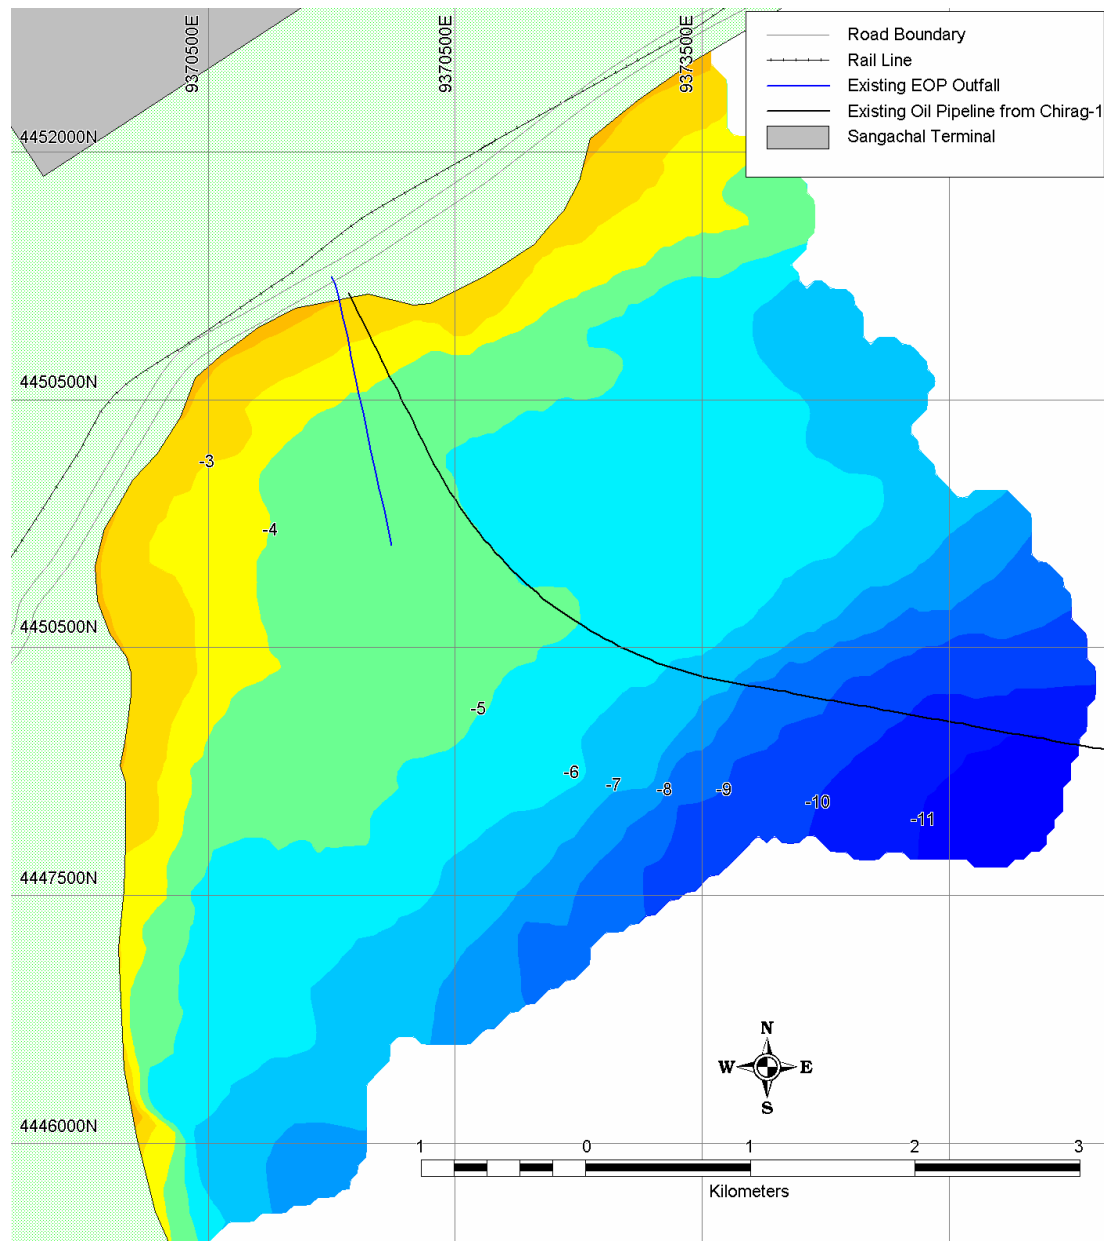 9370500E
9370500E
9373500E
Road Boundary
Rail Line
Existing EOP Outfall
Existing Oil Pipeline from Chirag-1
Sangachal Terminal
4452000N
4450500N
-3
-4
4450500N
-5
-6
-7
-8
-9
-10
-11
4447500N
N
W E
S
4446000N
1 0 1 2 3
Kilometers